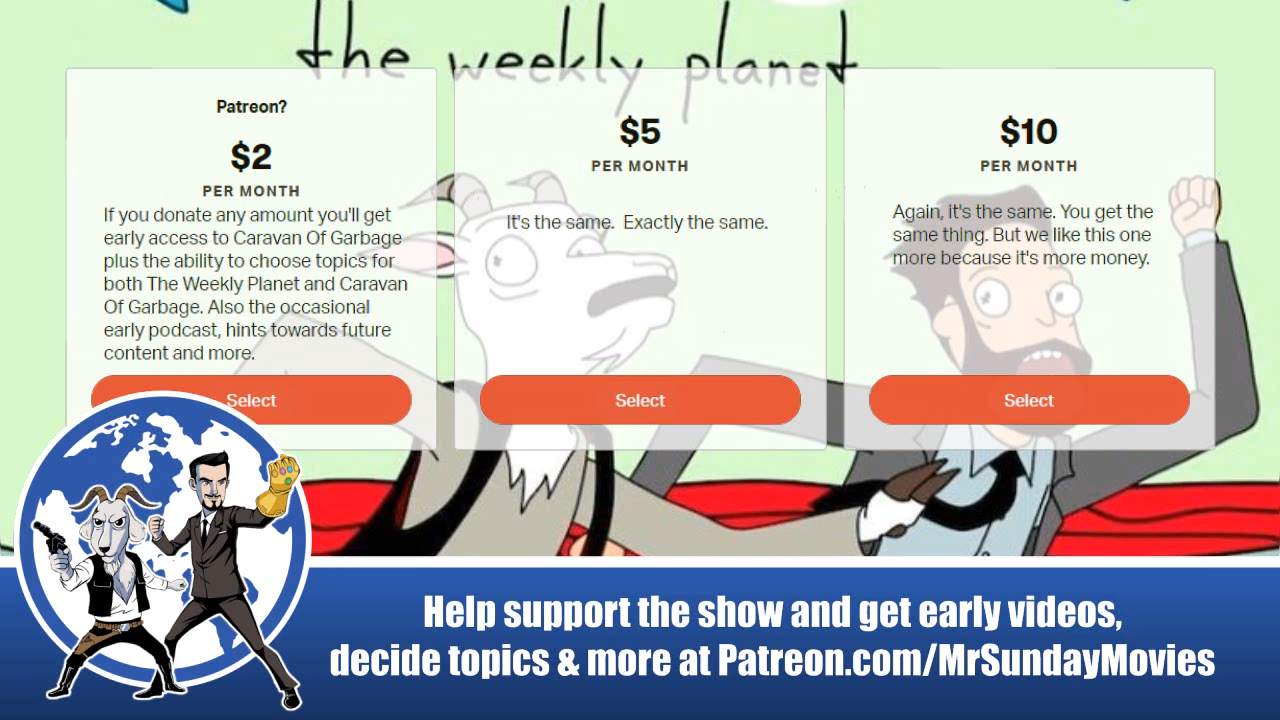 the weekly planet
Patreon?
$2
PER MONTH
If you donate any amount you'll get
early access to Caravan Of Garbage
plus the ability to choose topics for
both The Weekly Planet and Caravan
Of Garbage. Also the occasional
early podcast, hints towards future
content and more.
Select
$5
PER MONTH
It's the same.  Exactly the same.
Select
$10
PER MONTH
Again, it's the same. You get the
same thing. But we like this one
more because it's more money.
Select
Help support the show and get early videos,
decide topics & more at Patreon.com/MrSundayMovies